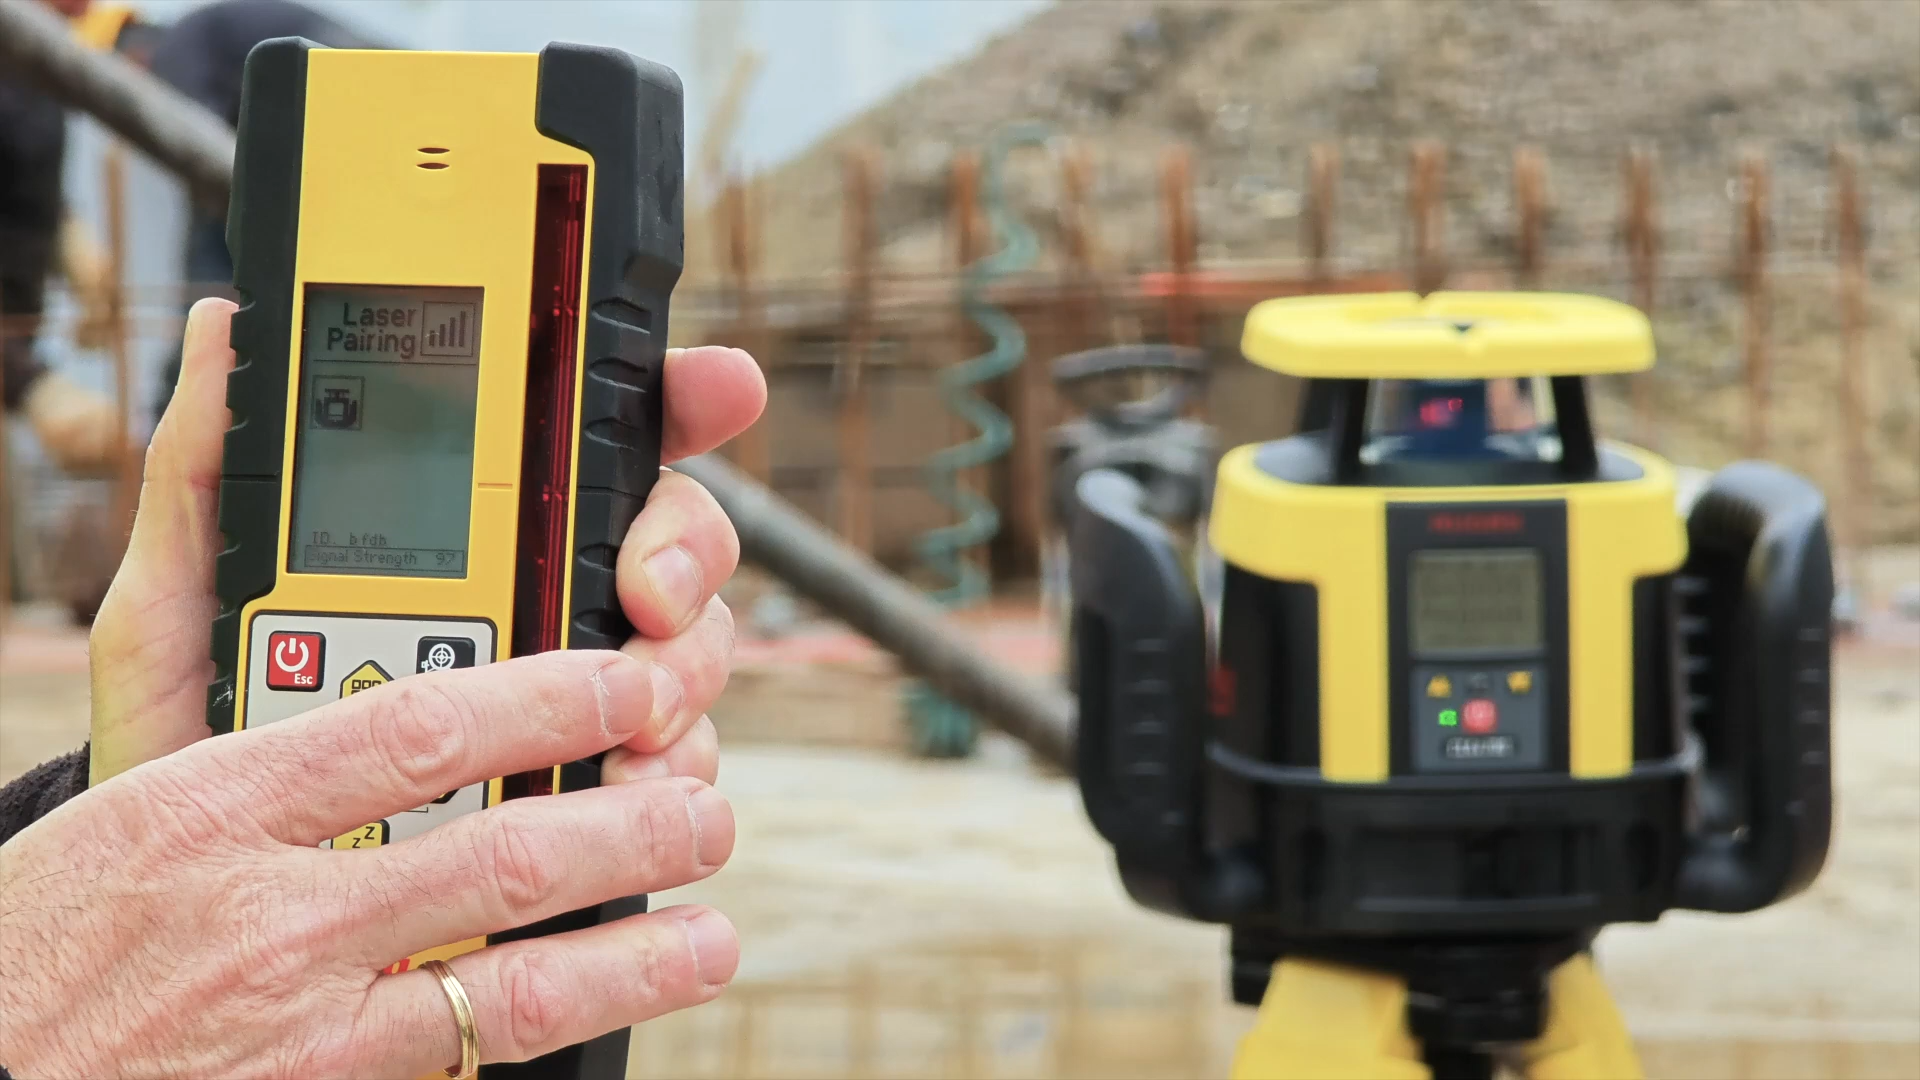 Laser
Pairing
ID. bfdb
Signal Strength 97
Esc
z z Z